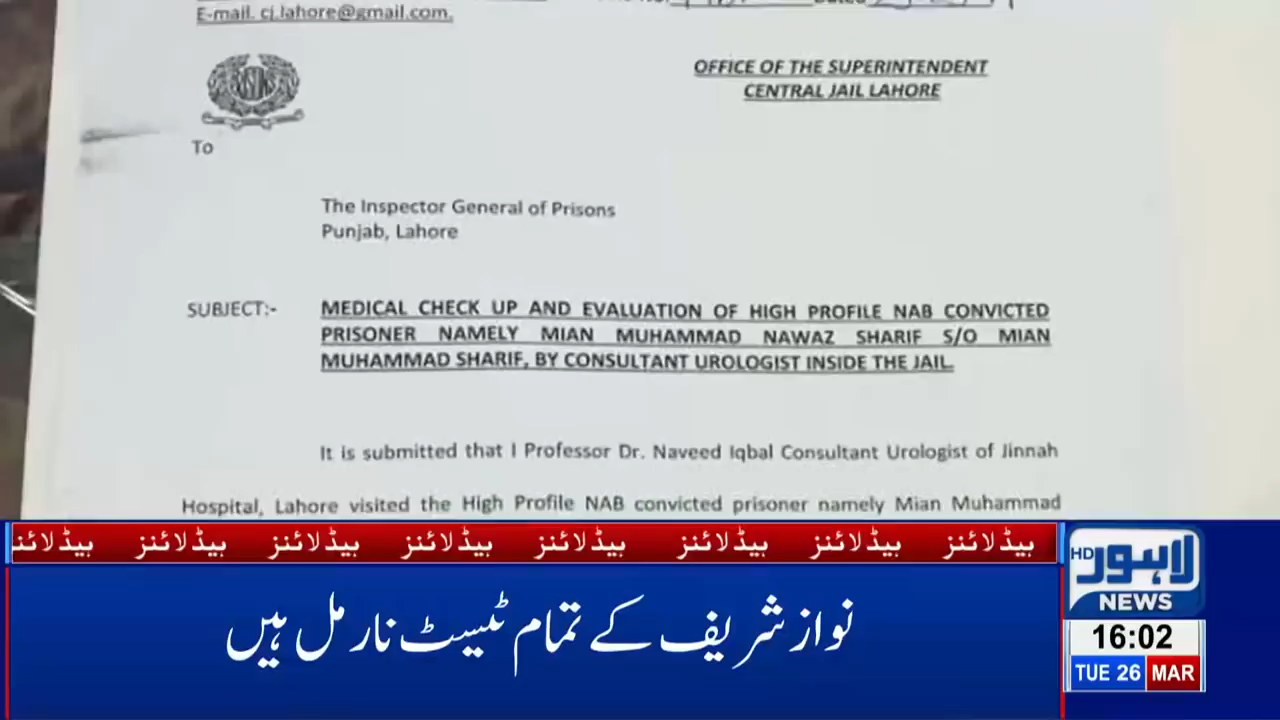 E-mail. cj.lahore@gmail.com.
PRISONS
OFFICE OF THE SUPERINTENDENT
CENTRAL JAIL LAHORE
To
The Inspector General of Prisons
Punjab, Lahore
SUBJECT:- MEDICAL CHECK UP AND EVALUATION OF HIGH PROFILE NAB CONVICTED
PRISONER NAMELY MIAN MUHAMMAD NAWAZ SHARIF S/O MIAN
MUHAMMAD SHARIF, BY CONSULTANT UROLOGIST INSIDE THE JAIL.
It is submitted that I Professor Dr. Naveed Iqbal Consultant Urologist of Jinnah
Hospital, Lahore visited the High Profile NAB convicted prisoner namely Mian Muhammad
ہیڈلائنز ہیڈلائنز ہیڈلائنز ہیڈلائنز ہیڈلائنز ہیڈلائنز ہیڈلائنز ہیڈلائنز
نواز شریف کے تمام ٹیسٹ نارمل ہیں
HD لاہور
NEWS
16:02
TUE 26 MAR